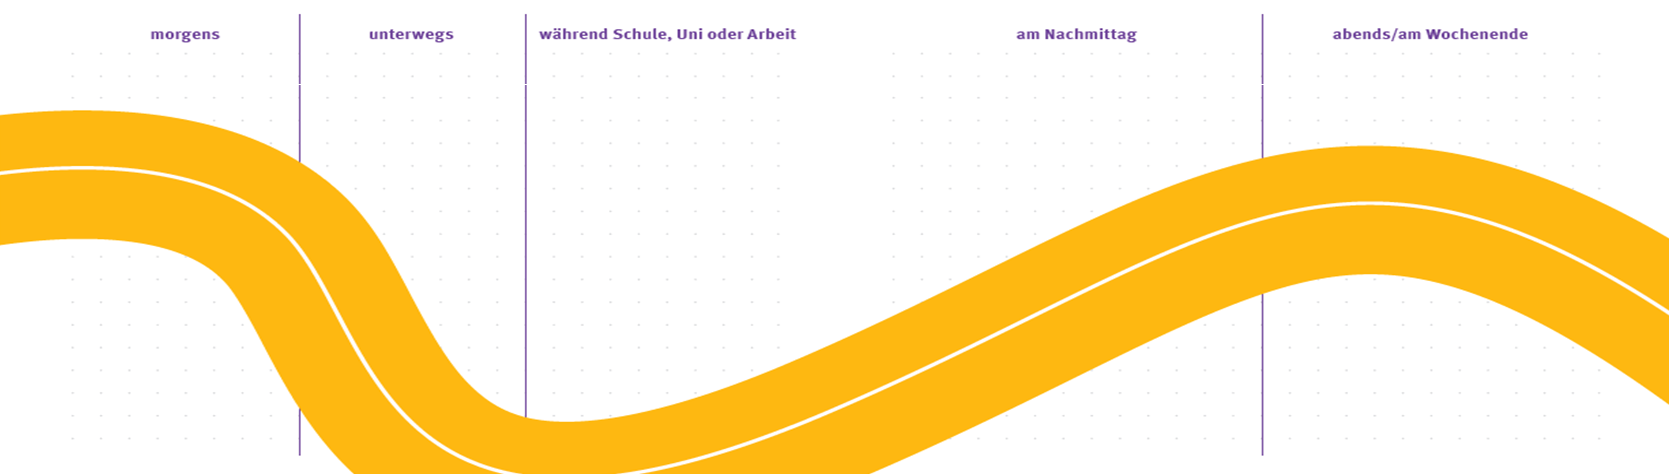 morgens
unterwegs
während Schule, Uni oder Arbeit
am Nachmittag
abends/am Wochenende